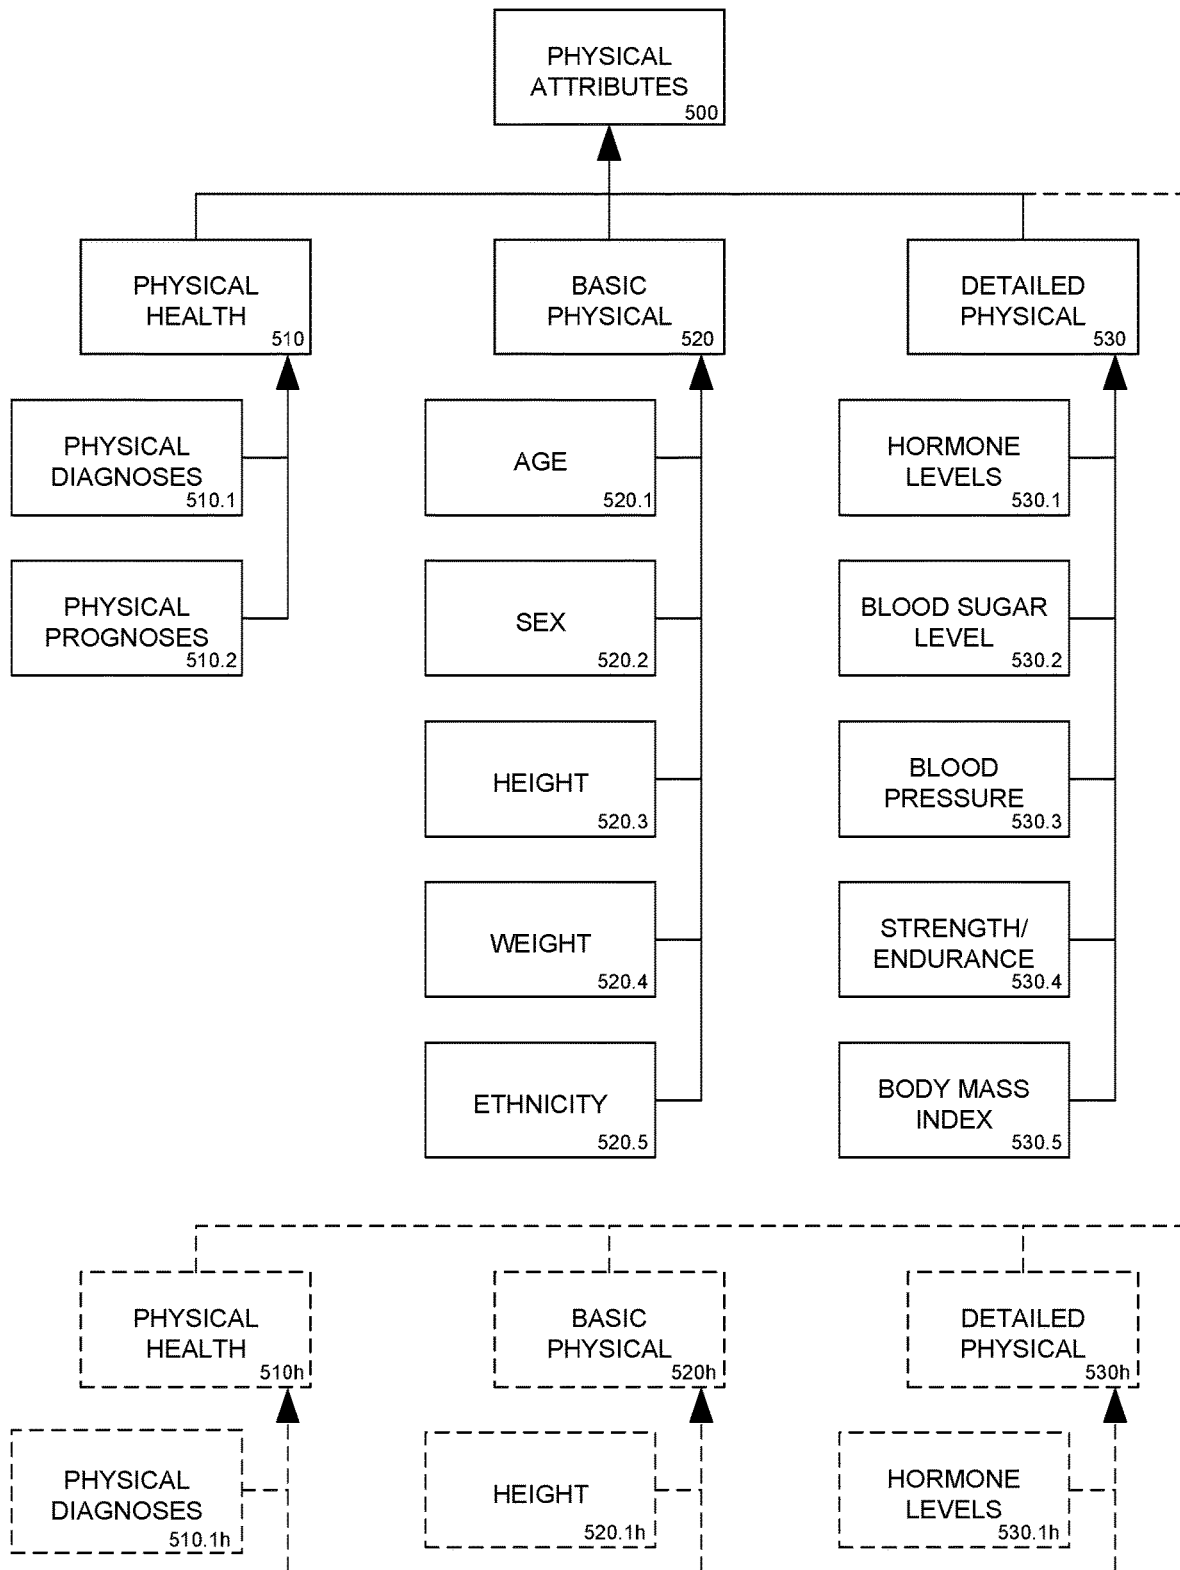 PHYSICAL
ATTRIBUTES
500
PHYSICAL
HEALTH
510
BASIC
PHYSICAL
520
DETAILED
PHYSICAL
530
PHYSICAL
DIAGNOSES
510.1
AGE
520.1
HORMONE
LEVELS
530.1
PHYSICAL
PROGNOSES
510.2
SEX
520.2
BLOOD SUGAR
LEVEL
530.2
HEIGHT
520.3
BLOOD
PRESSURE
530.3
WEIGHT
520.4
STRENGTH/
ENDURANCE
530.4
ETHNICITY
520.5
BODY MASS
INDEX
530.5
PHYSICAL
HEALTH
510h
BASIC
PHYSICAL
520h
DETAILED
PHYSICAL
530h
PHYSICAL
DIAGNOSES
510.1h
HEIGHT
520.1h
HORMONE
LEVELS
530.1h